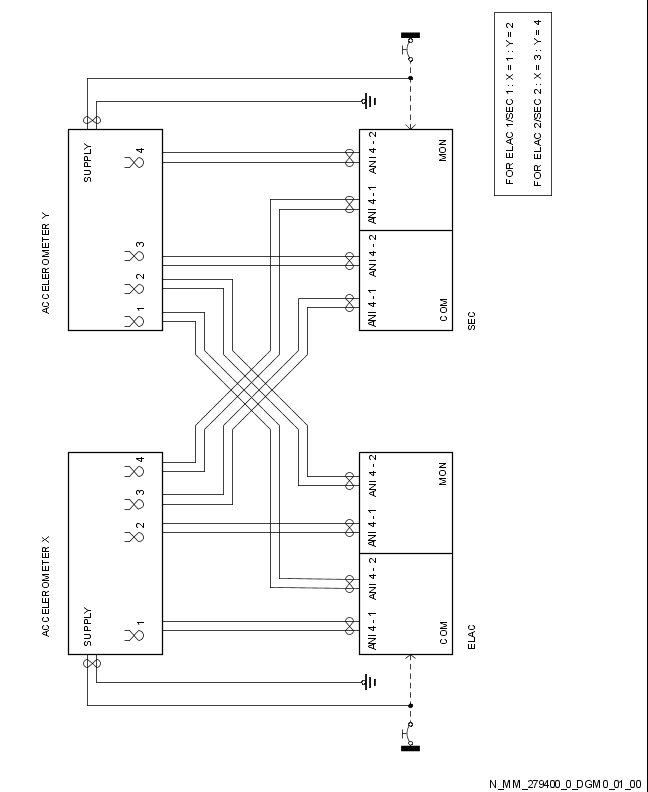 ACCELEROMETER Y
SUPPLY
4
3
2
1
ANI 4 - 2
ANI 4 - 1
MON
ANI 4 - 2
ANI 4 - 1
COM
SEC
FOR ELAC 1/SEC 1 : X = 1 ; Y = 2
FOR ELAC 2/SEC 2 : X = 3 ; Y = 4
ACCELEROMETER X
SUPPLY
4
3
2
1
ANI 4 - 2
ANI 4 - 1
MON
ANI 4 - 2
ANI 4 - 1
COM
ELAC
N_MM_279400_0_DGM0_01_00